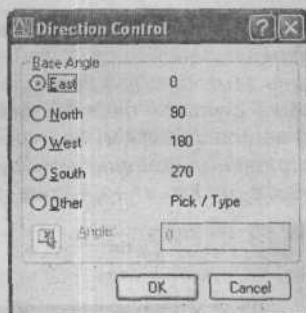 Direction Control
Base Angle
East 0
North 90
West 180
South 270
Other Pick / Type
Angle: 0
OK Cancel